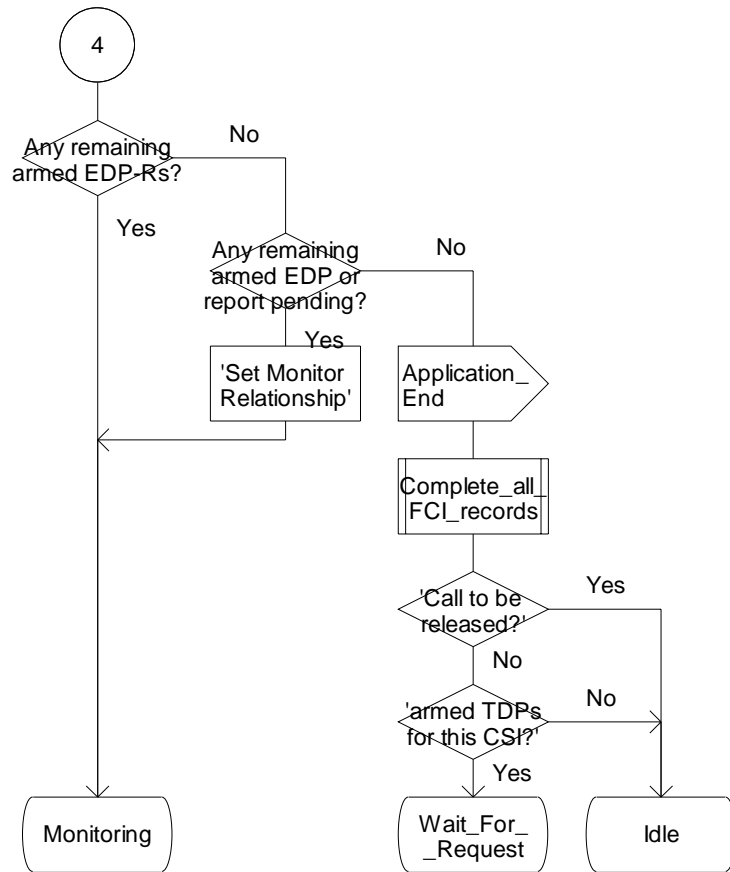 4
Any remaining
armed EDP-Rs?
No
Yes
Any remaining
armed EDP or
report pending?
No
Yes
'Set Monitor
Relationship'
Application_
End
Complete_all_
FCI_records
'Call to be
released?'
Yes
No
'armed TDPs
for this CSI?'
No
Yes
Monitoring
Wait_For_
_Request
Idle